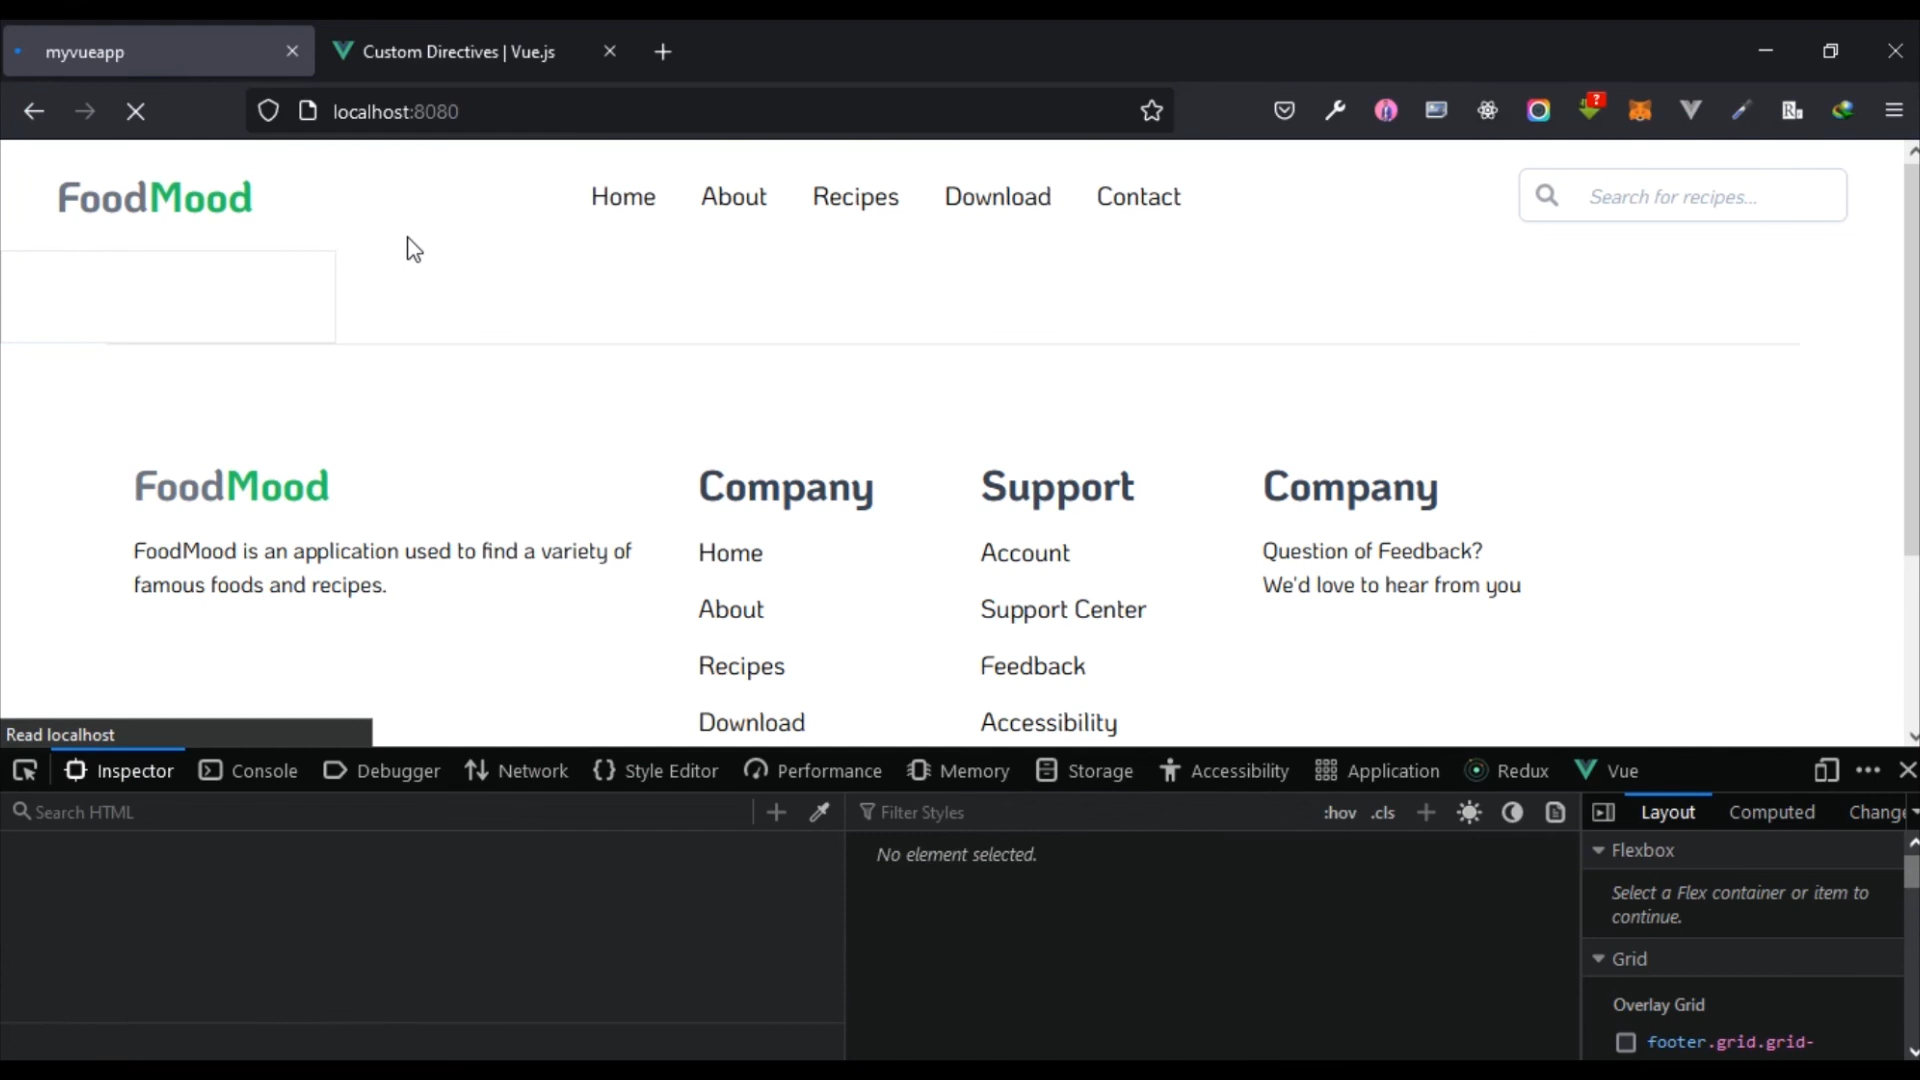 myvueapp
Custom Directives | Vue.js
localhost:8080
?
FoodMood
Home
About
Recipes
Download
Contact
Search for recipes...
FoodMood
FoodMood is an application used to find a variety of
famous foods and recipes.
Company
Home
About
Recipes
Download
Support
Account
Support Center
Feedback
Accessibility
Company
Question of Feedback?
We'd love to hear from you
Read localhost
Inspector
Console
Debugger
Network
Style Editor
Performance
Memory
Storage
Accessibility
Application
Redux
Vue
Search HTML
Filter Styles
:hov
.cls
Layout
Computed
Change
No element selected.
Flexbox
Select a Flex container or item to
continue.
Grid
Overlay Grid
footer.grid.grid-